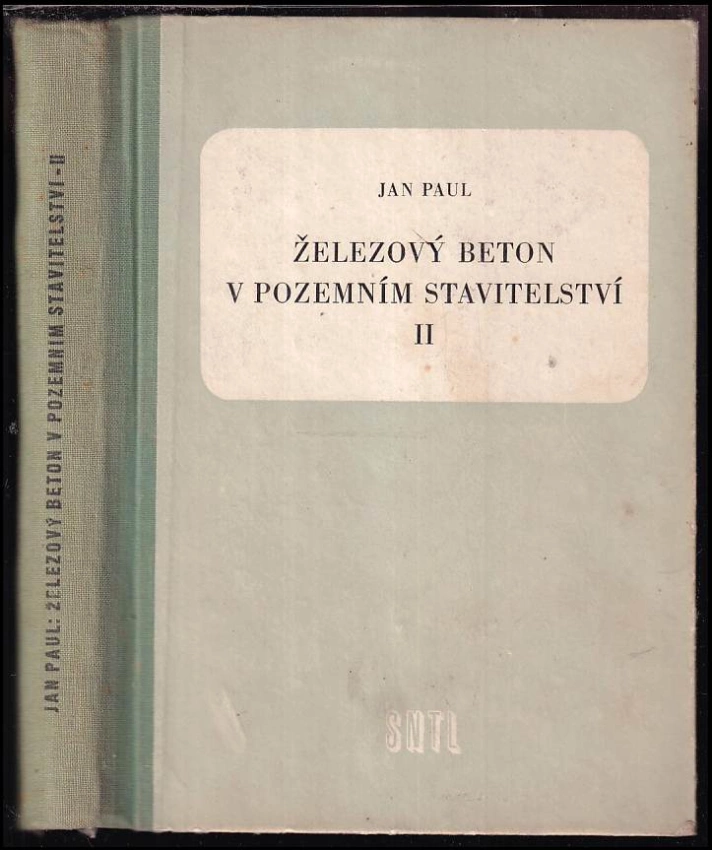 JAN PAUL: ŽELEZOVÝ BETON V POZEMNÍM STAVITELSTVÍ - II
JAN PAUL
ŽELEZOVÝ BETON
V POZEMNÍM STAVITELSTVÍ
II
SNTL